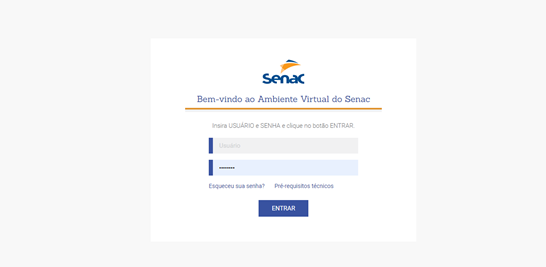 Senac
Bem-vindo ao Ambiente Virtual do Senac
Insira USUÁRIO e SENHA e clique no botão ENTRAR.
Usuário
Esqueceu sua senha? Pré-requisitos técnicos
ENTRAR